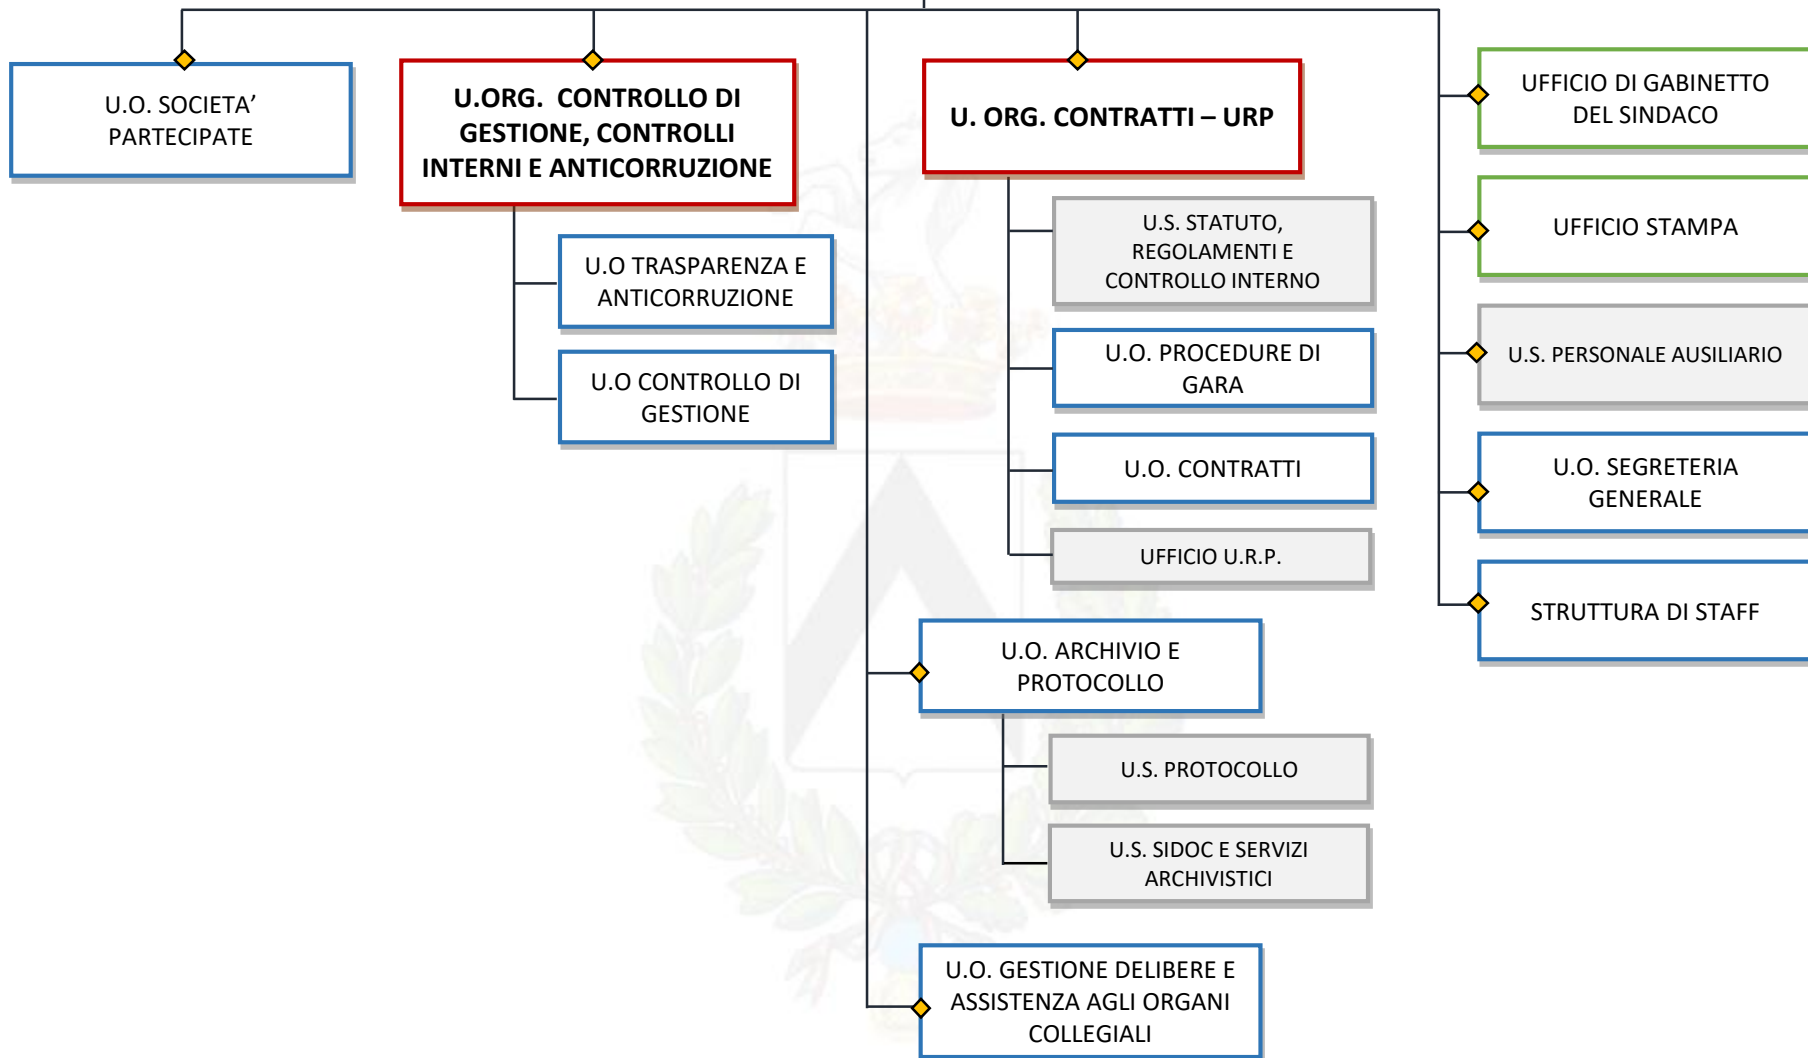 U.O. SOCIETA’
PARTECIPATE
U.ORG. CONTROLLO DI
GESTIONE, CONTROLLI
INTERNI E ANTICORRUZIONE
U.O TRASPARENZA E
ANTICORRUZIONE
U.O CONTROLLO DI
GESTIONE
U. ORG. CONTRATTI – URP
U.S. STATUTO,
REGOLAMENTI E
CONTROLLO INTERNO
U.O. PROCEDURE DI
GARA
U.O. CONTRATTI
UFFICIO U.R.P.
U.O. ARCHIVIO E
PROTOCOLLO
U.S. PROTOCOLLO
U.S. SIDOC E SERVIZI
ARCHIVISTICI
U.O. GESTIONE DELIBERE E
ASSISTENZA AGLI ORGANI
COLLEGIALI
UFFICIO DI GABINETTO
DEL SINDACO
UFFICIO STAMPA
U.S. PERSONALE AUSILIARIO
U.O. SEGRETERIA
GENERALE
STRUTTURA DI STAFF